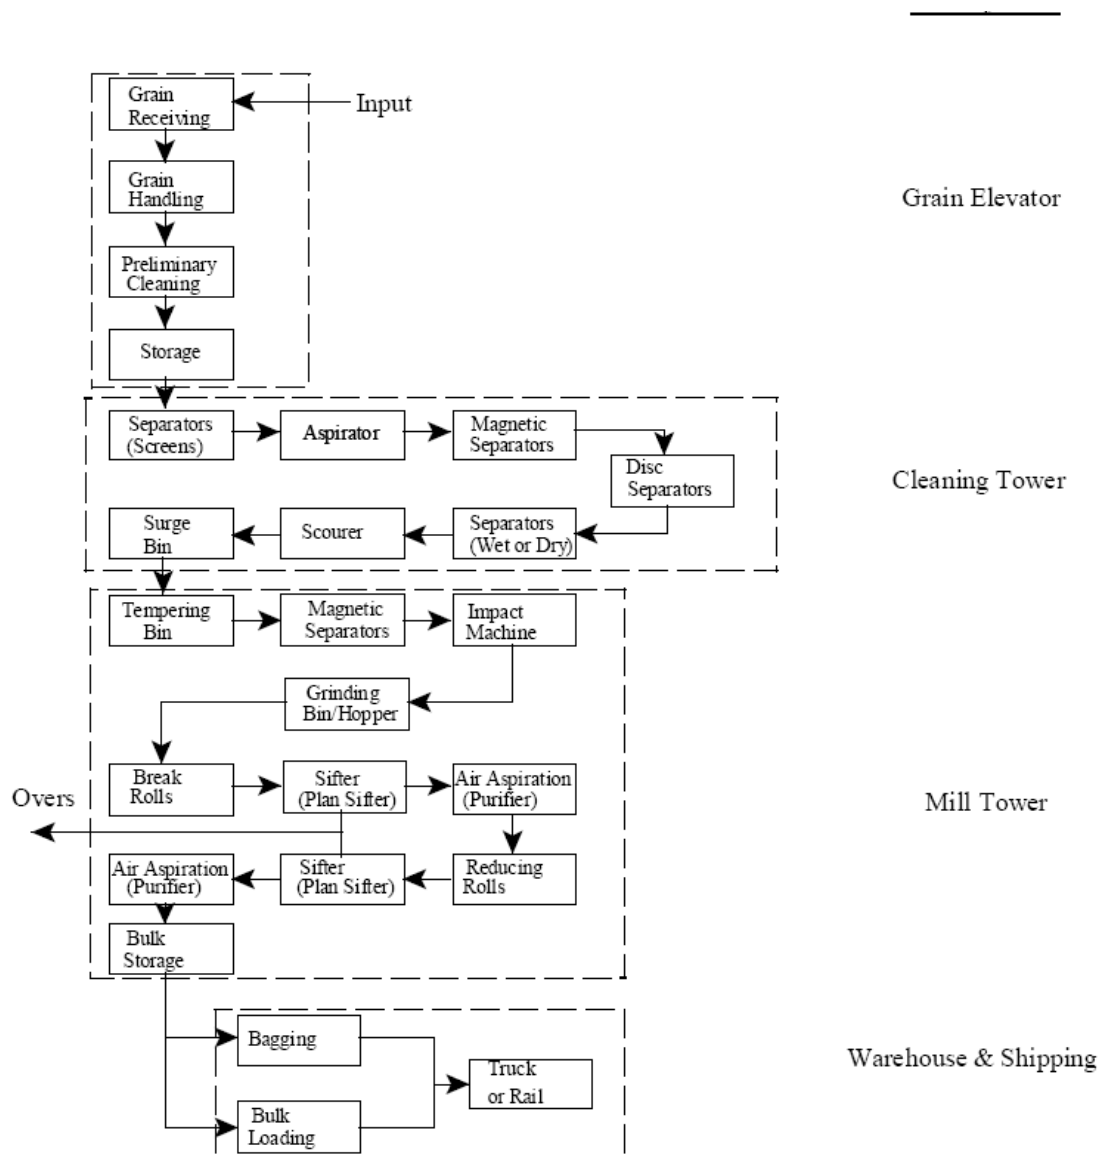 Grain
Receiving
Input
Grain
Handling
Grain Elevator
Preliminary
Cleaning
Storage
Separators
(Screens)
Aspirator
Magnetic
Separators
Disc
Separators
Cleaning Tower
Surge
Bin
Scourer
Separators
(Wet or Dry)
Tempering
Bin
Magnetic
Separators
Impact
Machine
Grinding
Bin/Hopper
Break
Rolls
Sifter
(Plan Sifter)
Air Aspiration
(Purifier)
Overs
Mill Tower
Air Aspiration
(Purifier)
Sifter
(Plan Sifter)
Reducing
Rolls
Bulk
Storage
Bagging
Truck
or Rail
Warehouse & Shipping
Bulk
Loading